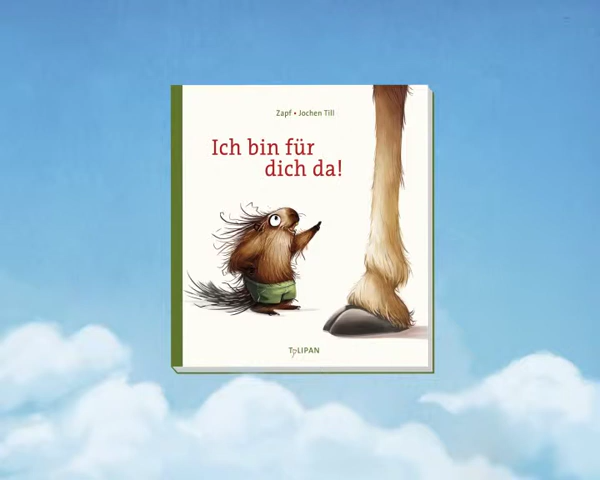 Zapf • Jochen Till
Ich bin für
dich da!
TULIPAN